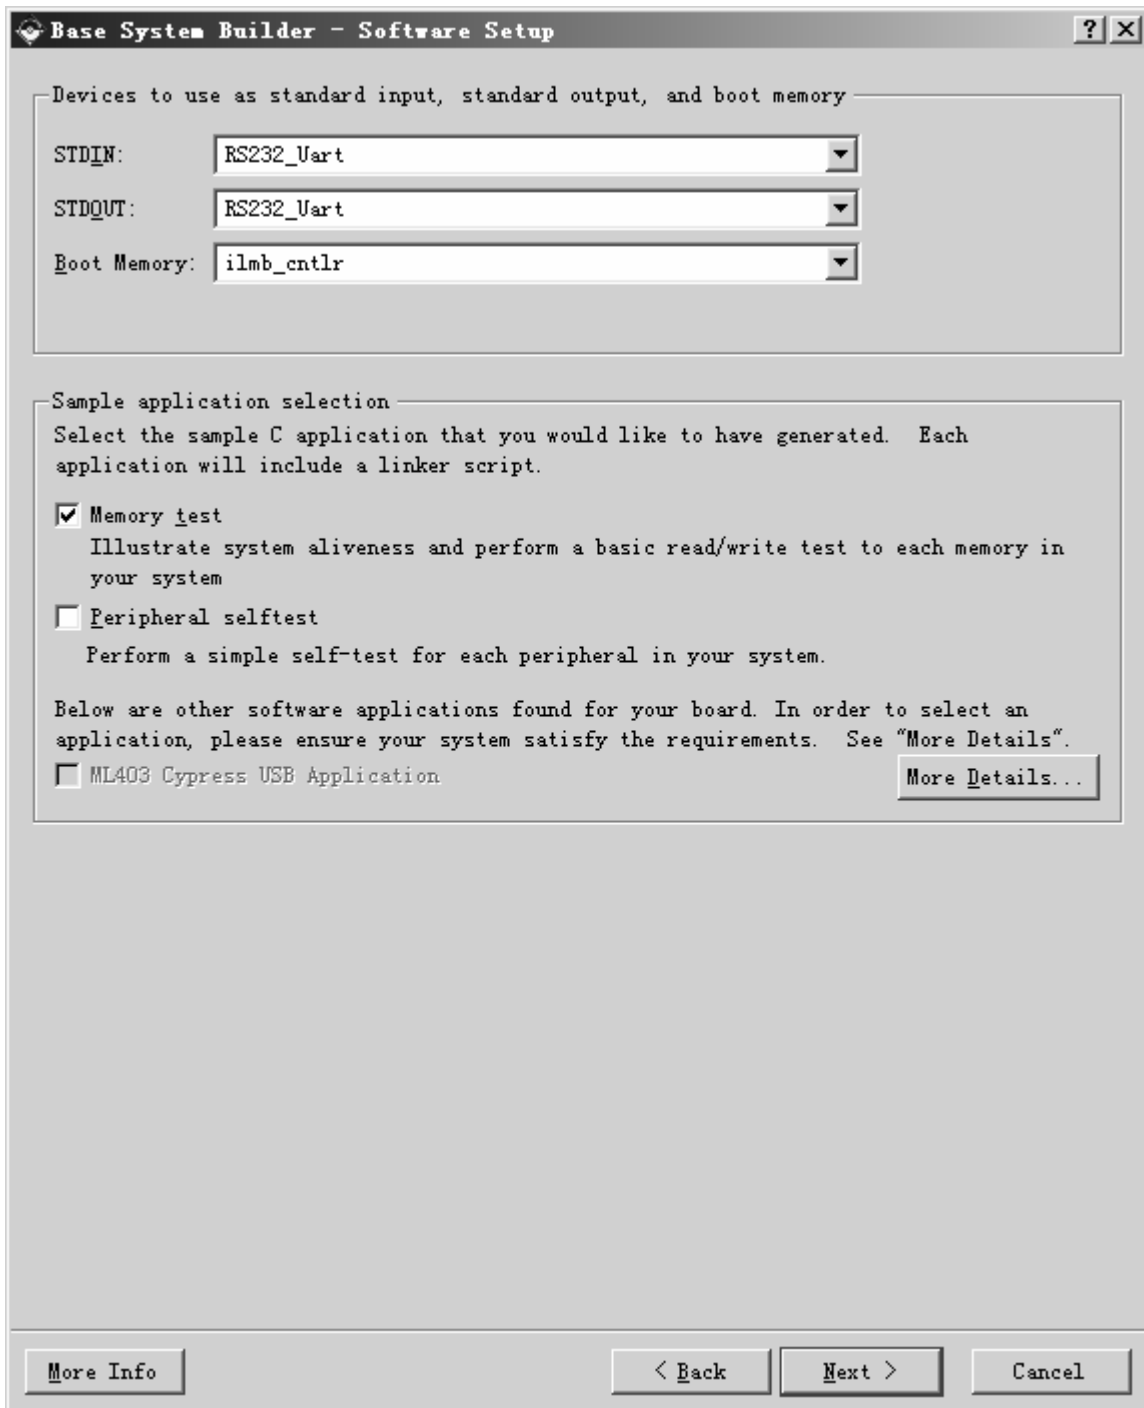 Base System Builder - Software Setup
? X
Devices to use as standard input, standard output, and boot memory
STDIN: RS232_Uart
STDOUT: RS232_Uart
Boot Memory: ilmb_cntlr
Sample application selection
Select the sample C application that you would like to have generated. Each
application will include a linker script.
Memory test
Illustrate system aliveness and perform a basic read/write test to each memory in
your system
Peripheral selftest
Perform a simple self-test for each peripheral in your system.
Below are other software applications found for your board. In order to select an
application, please ensure your system satisfy the requirements. See "More Details".
ML403 Cypress USB Application More Details...
More Info < Back Next > Cancel